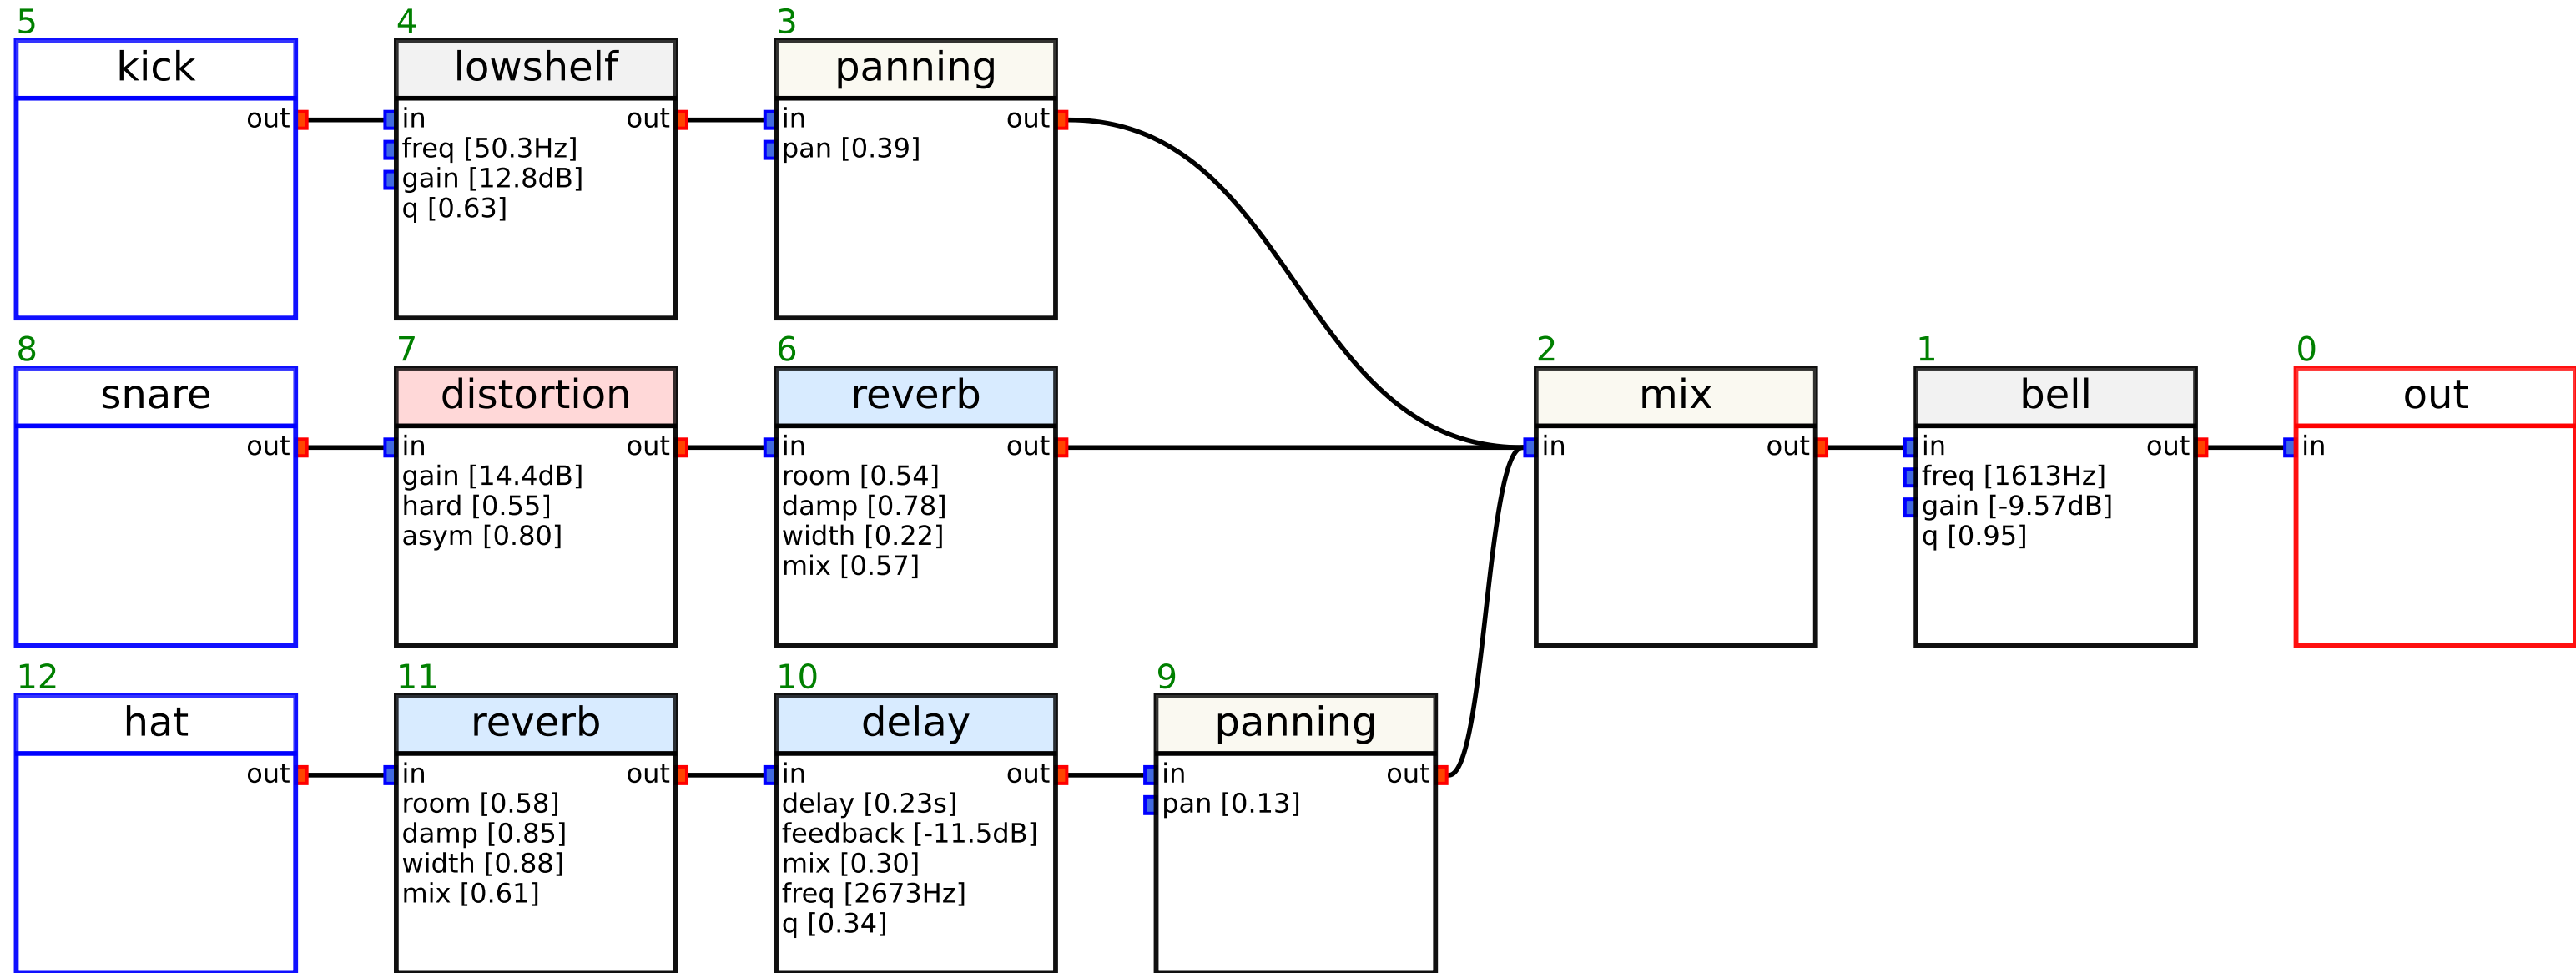 5
kick
out
4
lowshelf
in out
freq [50.3Hz]
gain [12.8dB]
q [0.63]
3
panning
in out
pan [0.39]
8
snare
out
7
distortion
in out
gain [14.4dB]
hard [0.55]
asym [0.80]
6
reverb
in out
room [0.54]
damp [0.78]
width [0.22]
mix [0.57]
2
mix
in out
1
bell
in out
freq [1613Hz]
gain [-9.57dB]
q [0.95]
0
out
in
12
hat
out
11
reverb
in out
room [0.58]
damp [0.85]
width [0.88]
mix [0.61]
10
delay
in out
delay [0.23s]
feedback [-11.5dB]
mix [0.30]
freq [2673Hz]
q [0.34]
9
panning
in out
pan [0.13]